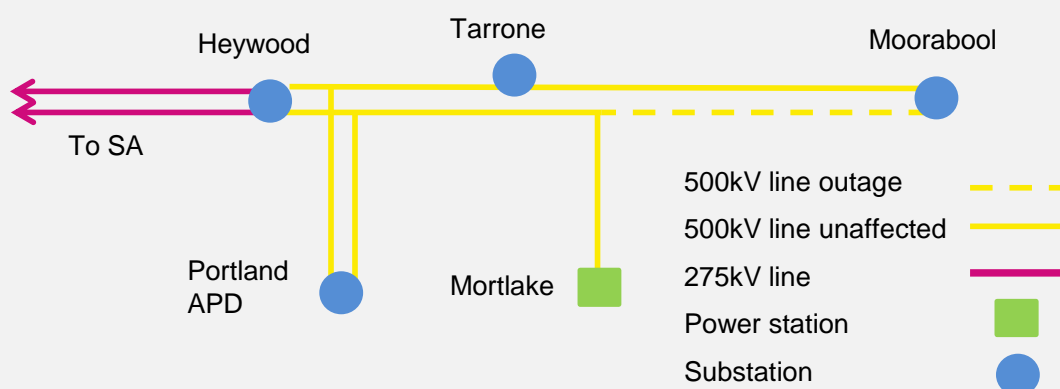 Tarrone
Heywood
Moorabool
To SA
500kV line outage
500kV line unaffected
Portland
APD
Mortlake
275kV line
Power station
Substation